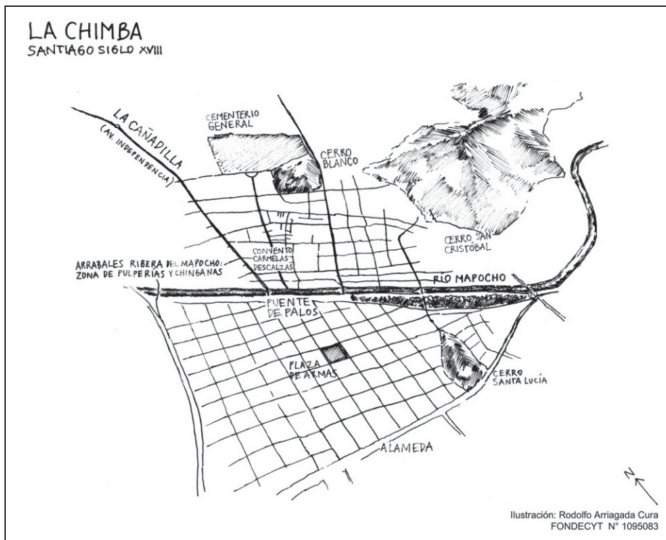 LA CHIMBA
SANTIAGO SIGLO XVIII
LA CAÑADILLA
(AV. INDEPENDENCIA)
CEMENTERIO
GENERAL
CERRO
BLANCO
CERRO SAN
CRISTOBAL
CONVENTO
CARMELAS
DESCALZAS
ARRABALES RIBERA DEL MAPOCHO:
ZONA DE PULPERIAS Y CHINGANAS
RÍO MAPOCHO
PUENTE
DE PALOS
PLAZA
DE ARMAS
CERRO
SANTA LUCÍA
ALAMEDA
N
Ilustración: Rodolfo Arriagada Cura
FONDECYT N° 1095083